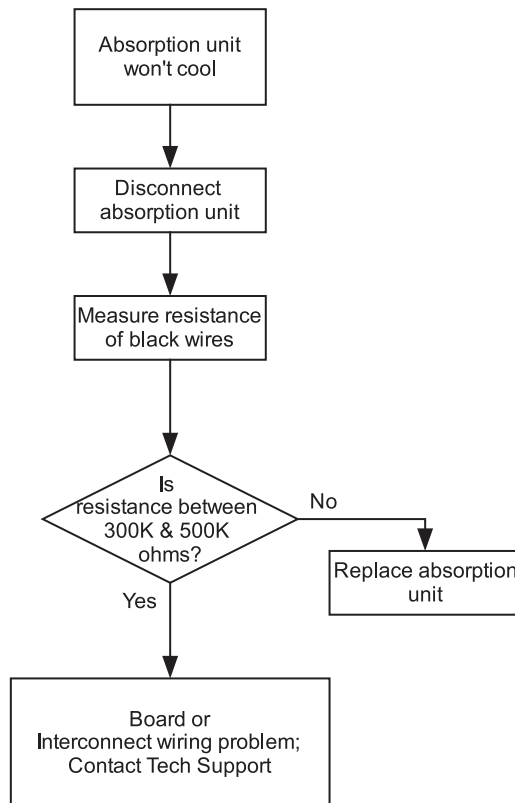 Absorption unit
won't cool
Disconnect
absorption unit
Measure resistance
of black wires
Is
resistance between
300K & 500K
ohms?
No
Replace absorption
unit
Yes
Board or
Interconnect wiring problem;
Contact Tech Support